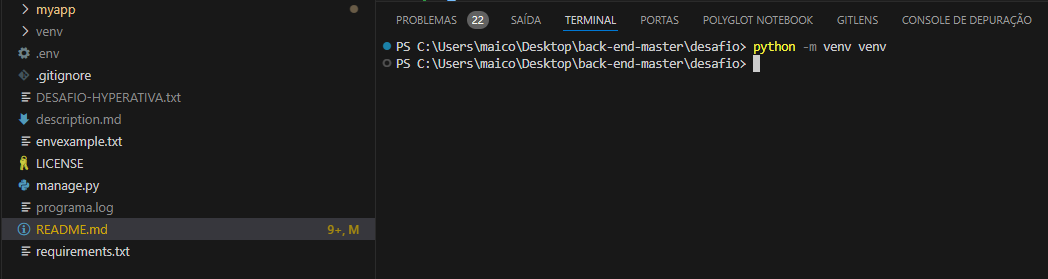 myapp
venv
.env
.gitignore
DESAFIO-HYPERATIVA.txt
description.md
envexample.txt
LICENSE
manage.py
programa.log
README.md 9+, M
requirements.txt
PROBLEMAS 22 SAÍDA TERMINAL PORTAS POLYGLOT NOTEBOOK GITLENS CONSOLE DE DEPURAÇÃO
PS C:\Users\maico\Desktop\back-end-master\desafio> python -m venv venv
PS C:\Users\maico\Desktop\back-end-master\desafio>